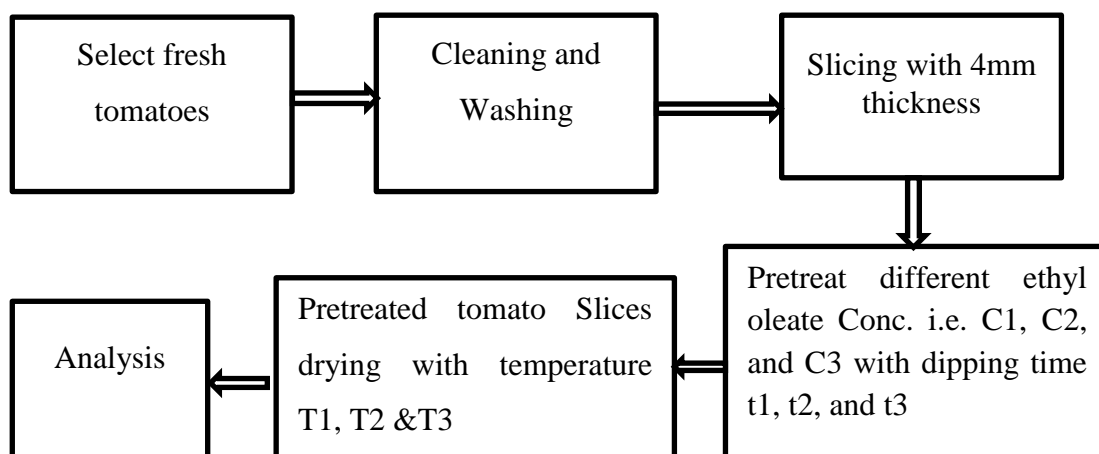 Select fresh
tomatoes
Cleaning and
Washing
Slicing with 4mm
thickness
Pretreat different ethyl
oleate Conc. i.e. C1, C2,
and C3 with dipping time
t1, t2, and t3
Pretreated tomato Slices
drying with temperature
T1, T2 &T3
Analysis